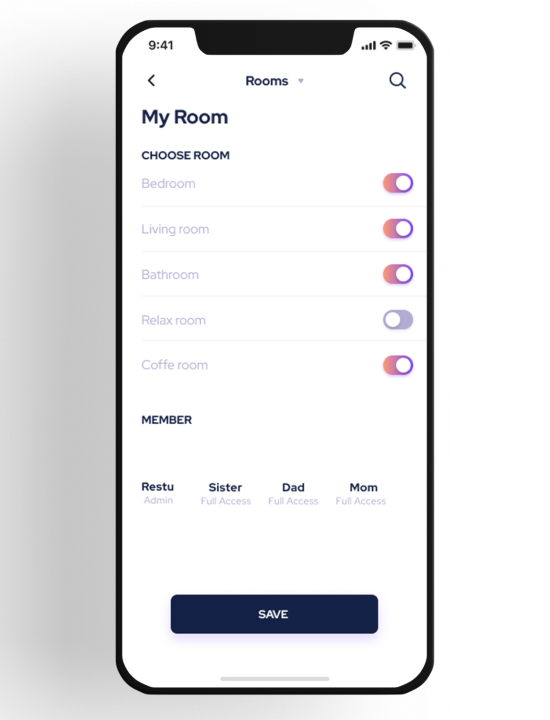 9:41
Rooms
My Room
CHOOSE ROOM
Bedroom
Living room
Bathroom
Relax room
Coffe room
MEMBER
Restu Sister Dad Mom
Admin Full Access Full Access Full Access
SAVE